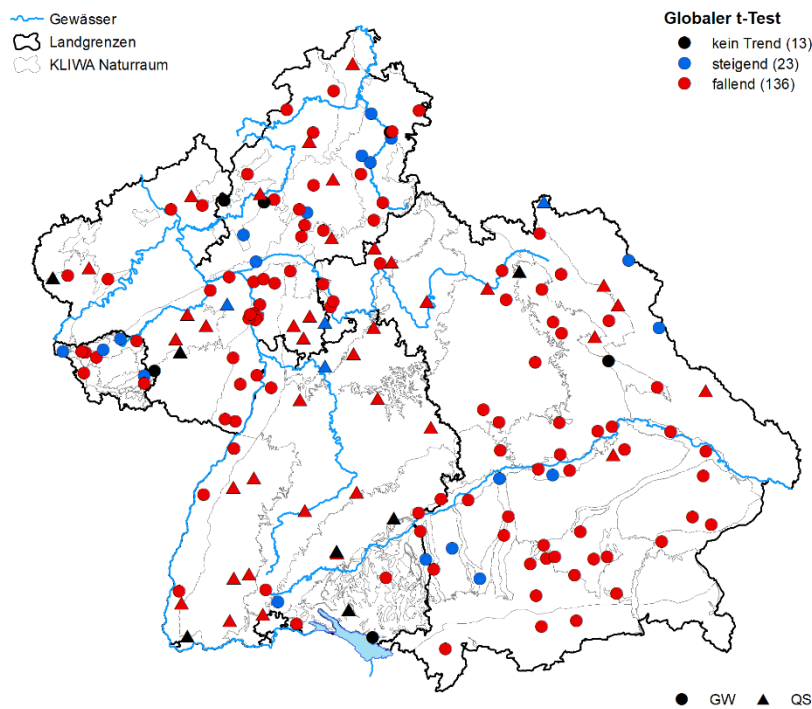 Gewässer
Landgrenzen
KLIWA Naturraum
Globaler t-Test
kein Trend (13)
steigend (23)
fallend (136)
GW QS